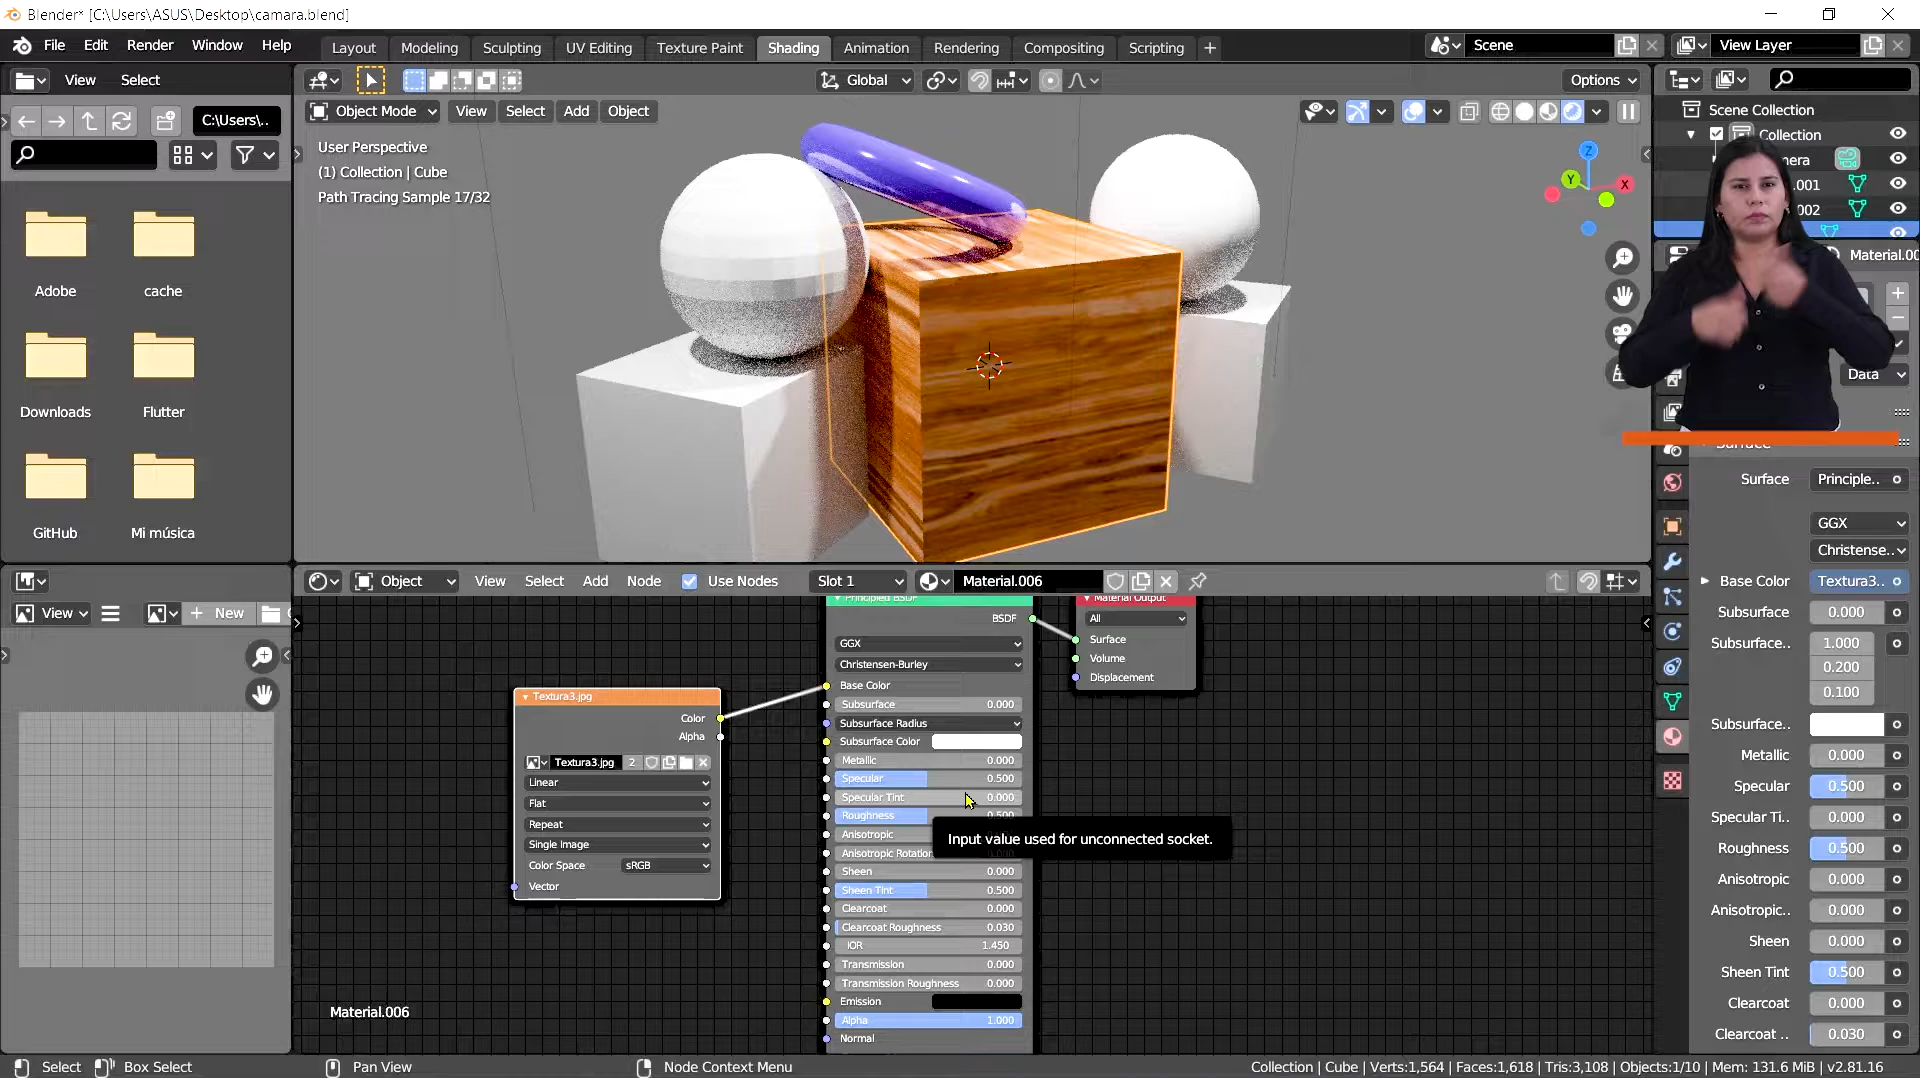 Blender* [C:\Users\ASUS\Desktop\camara.blend]
File Edit Render Window Help
Layout Modeling Sculpting UV Editing Texture Paint Shading Animation Rendering Compositing Scripting +
Scene
View Layer
View Select
Global
Options
C:\Users\..
Object Mode View Select Add Object
User Perspective
(1) Collection | Cube
Path Tracing Sample 17/32
Z
Y
X
Scene Collection
Collection
.001
002
Material.00
Data
Adobe
cache
Downloads
Flutter
GitHub
Mi música
Surface
Surface Principle..
GGX
Christense..
Base Color Textura3..
Subsurface 0.000
Subsurface.. 1.000
0.200
0.100
Subsurface..
Metallic 0.000
Specular 0.500
Specular Ti.. 0.000
Roughness 0.500
Anisotropic 0.000
Anisotropic.. 0.000
Sheen 0.000
Sheen Tint 0.500
Clearcoat 0.000
Clearcoat .. 0.030
Object View Select Add Node Use Nodes Slot 1 Material.006
View + New
Textura3.jpg
Color
Alpha
Textura3.jpg 2
Linear
Flat
Repeat
Single Image
Color Space sRGB
Vector
Principled BSDF
BSDF
GGX
Christensen-Burley
Base Color
Subsurface 0.000
Subsurface Radius
Subsurface Color
Metallic 0.000
Specular 0.500
Specular Tint 0.000
Roughness 0.500
Anisotropic
Anisotropic Rotation
Sheen 0.000
Sheen Tint 0.500
Clearcoat 0.000
Clearcoat Roughness 0.030
IOR 1.450
Transmission 0.000
Transmission Roughness 0.000
Emission
Alpha 1.000
Normal
Material Output
All
Surface
Volume
Displacement
Input value used for unconnected socket.
Material.006
Select Box Select Pan View Node Context Menu
Collection | Cube | Verts:1,564 | Faces:1,618 | Tris:3,108 | Objects:1/10 | Mem: 131.6 MiB | v2.81.16